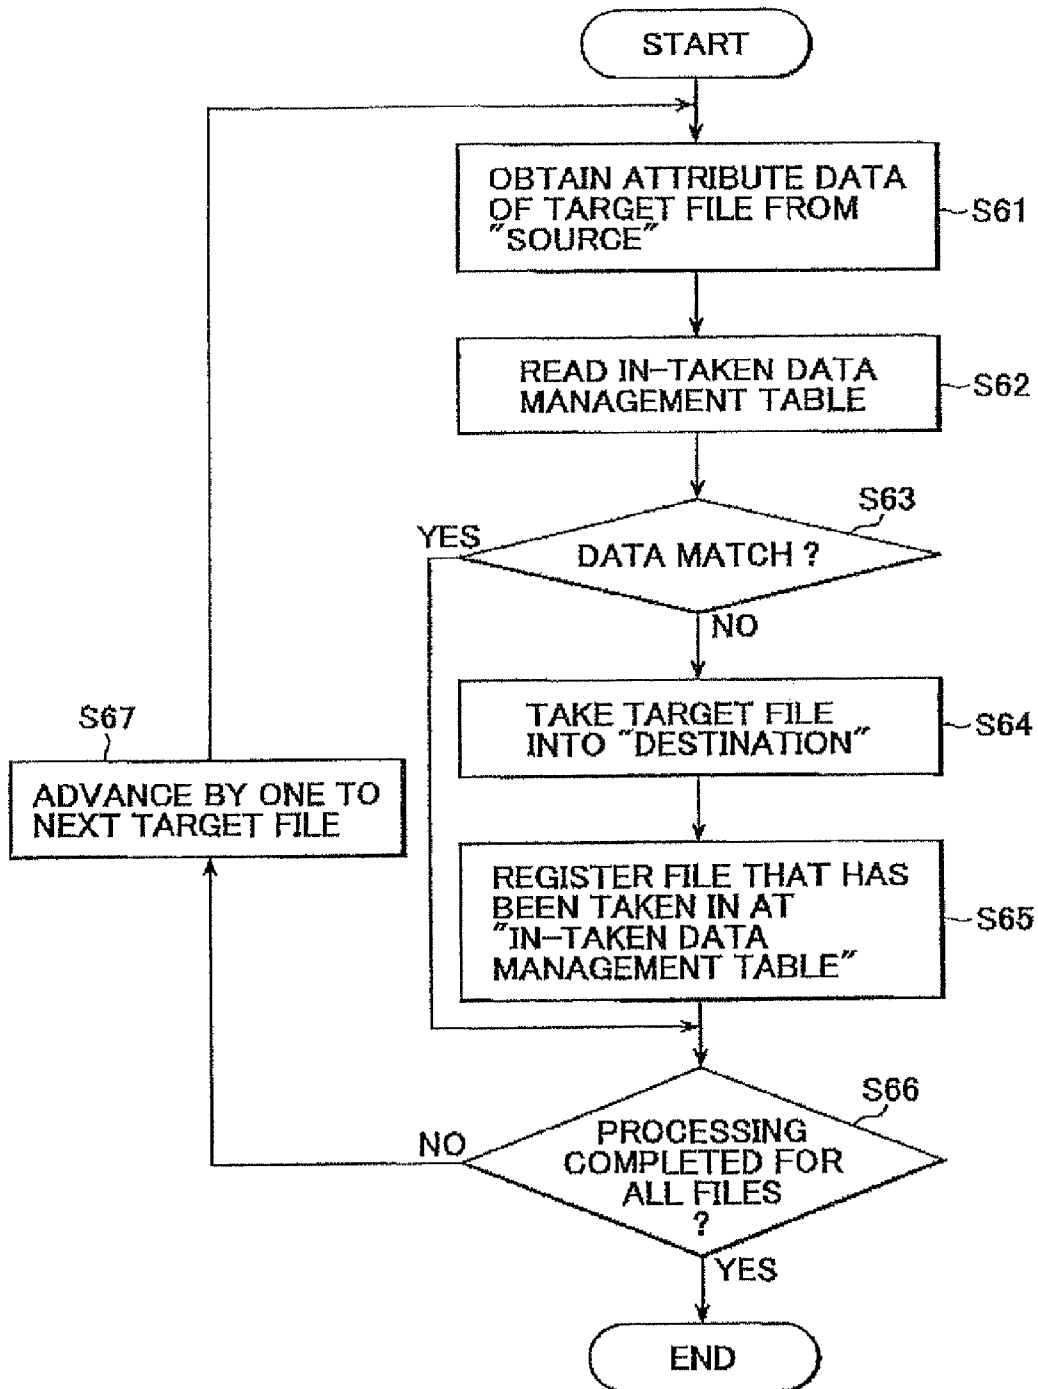 START
OBTAIN ATTRIBUTE DATA
OF TARGET FILE FROM
"SOURCE"
S61
READ IN-TAKEN DATA
MANAGEMENT TABLE
S62
S63
YES
DATA MATCH ?
NO
TAKE TARGET FILE
INTO "DESTINATION"
S64
S67
ADVANCE BY ONE TO
NEXT TARGET FILE
REGISTER FILE THAT HAS
BEEN TAKEN IN AT
"IN-TAKEN DATA
MANAGEMENT TABLE"
S65
S66
NO
PROCESSING
COMPLETED FOR
ALL FILES
?
YES
END